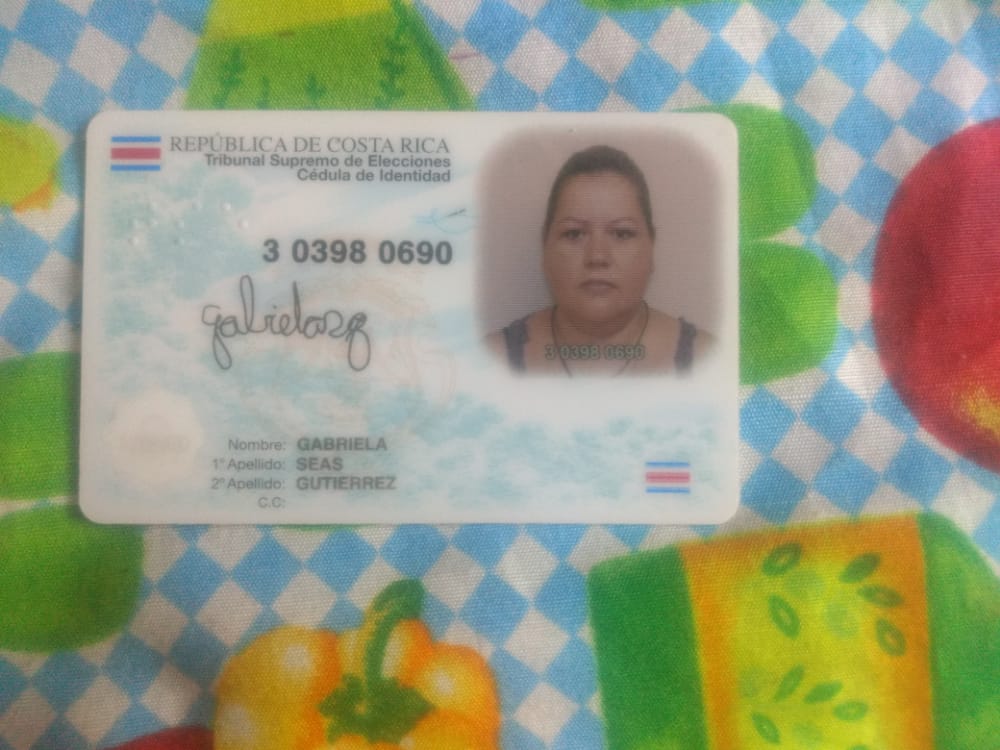 REPÚBLICA DE COSTA RICA
Tribunal Supremo de Elecciones
Cédula de Identidad
3 0398 0690
gabrielasg
3 0398 0690
Nombre: GABRIELA
1º Apellido: SEAS
2º Apellido: GUTIERREZ
C.C: